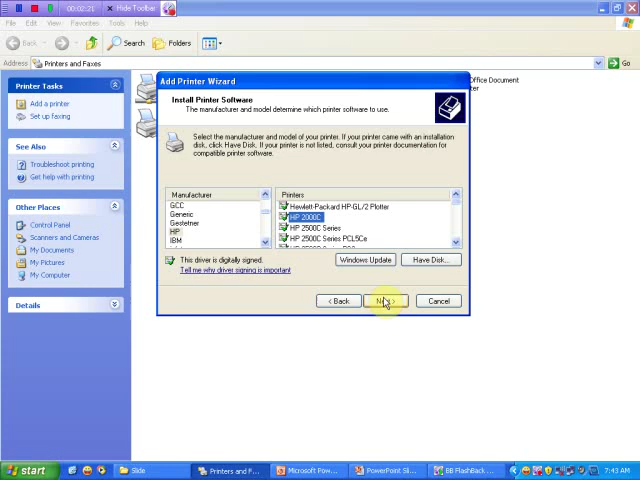 00:02:21
Hide Toolbar
File Edit View Favorites Tools Help
Back Search Folders
Address Printers and Faxes Go
Printer Tasks
Add a printer
Set up faxing
See Also
Troubleshoot printing
Get help with printing
Other Places
Control Panel
Scanners and Cameras
My Documents
My Pictures
My Computer
Details
Office Document
Add Printer Wizard
Install Printer Software
The manufacturer and model determine which printer software to use.
Select the manufacturer and model of your printer. If your printer came with an installation
disk, click Have Disk. If your printer is not listed, consult your printer documentation for
compatible printer software.
Manufacturer
GCC
Generic
Gestetner
HP
IBM
Printers
Hewlett-Packard HP-GL/2 Plotter
HP 2000C
HP 2500C Series
HP 2500C Series PCL5Ce
This driver is digitally signed.
Tell me why driver signing is important
Windows Update Have Disk...
< Back Next > Cancel
start Slide Printers and F... Microsoft Pow... PowerPoint Sli... BB FlashBack ... 7:43 AM